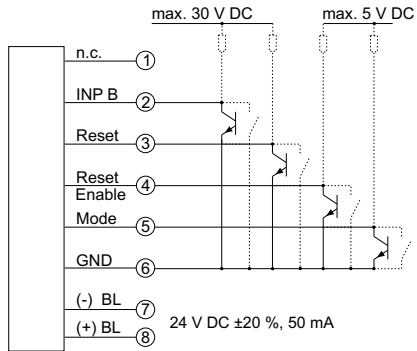 max. 30 V DC
max. 5 V DC
n.c.
1
INP B
2
Reset
3
Reset
Enable
4
Mode
5
GND
6
(-) BL
7
24 V DC ±20 %, 50 mA
(+) BL
8